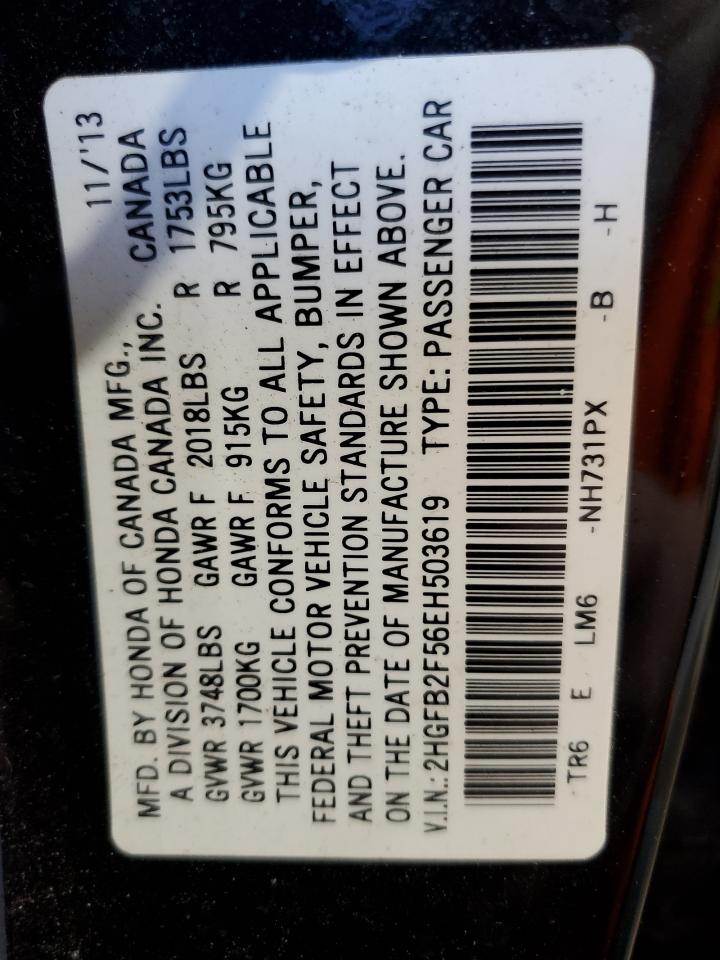 11/'13
MFD. BY HONDA OF CANADA MFG.,
A DIVISION OF HONDA CANADA INC. CANADA
GVWR 3748LBS GAWR F 2018LBS R 1753LBS
GVWR 1700KG GAWR F 915KG R 795KG
THIS VEHICLE CONFORMS TO ALL APPLICABLE
FEDERAL MOTOR VEHICLE SAFETY, BUMPER,
AND THEFT PREVENTION STANDARDS IN EFFECT
ON THE DATE OF MANUFACTURE SHOWN ABOVE.
V.I.N.: 2HGFB2F56EH503619 TYPE: PASSENGER CAR
TR6 E LM6 -NH731PX -B -H